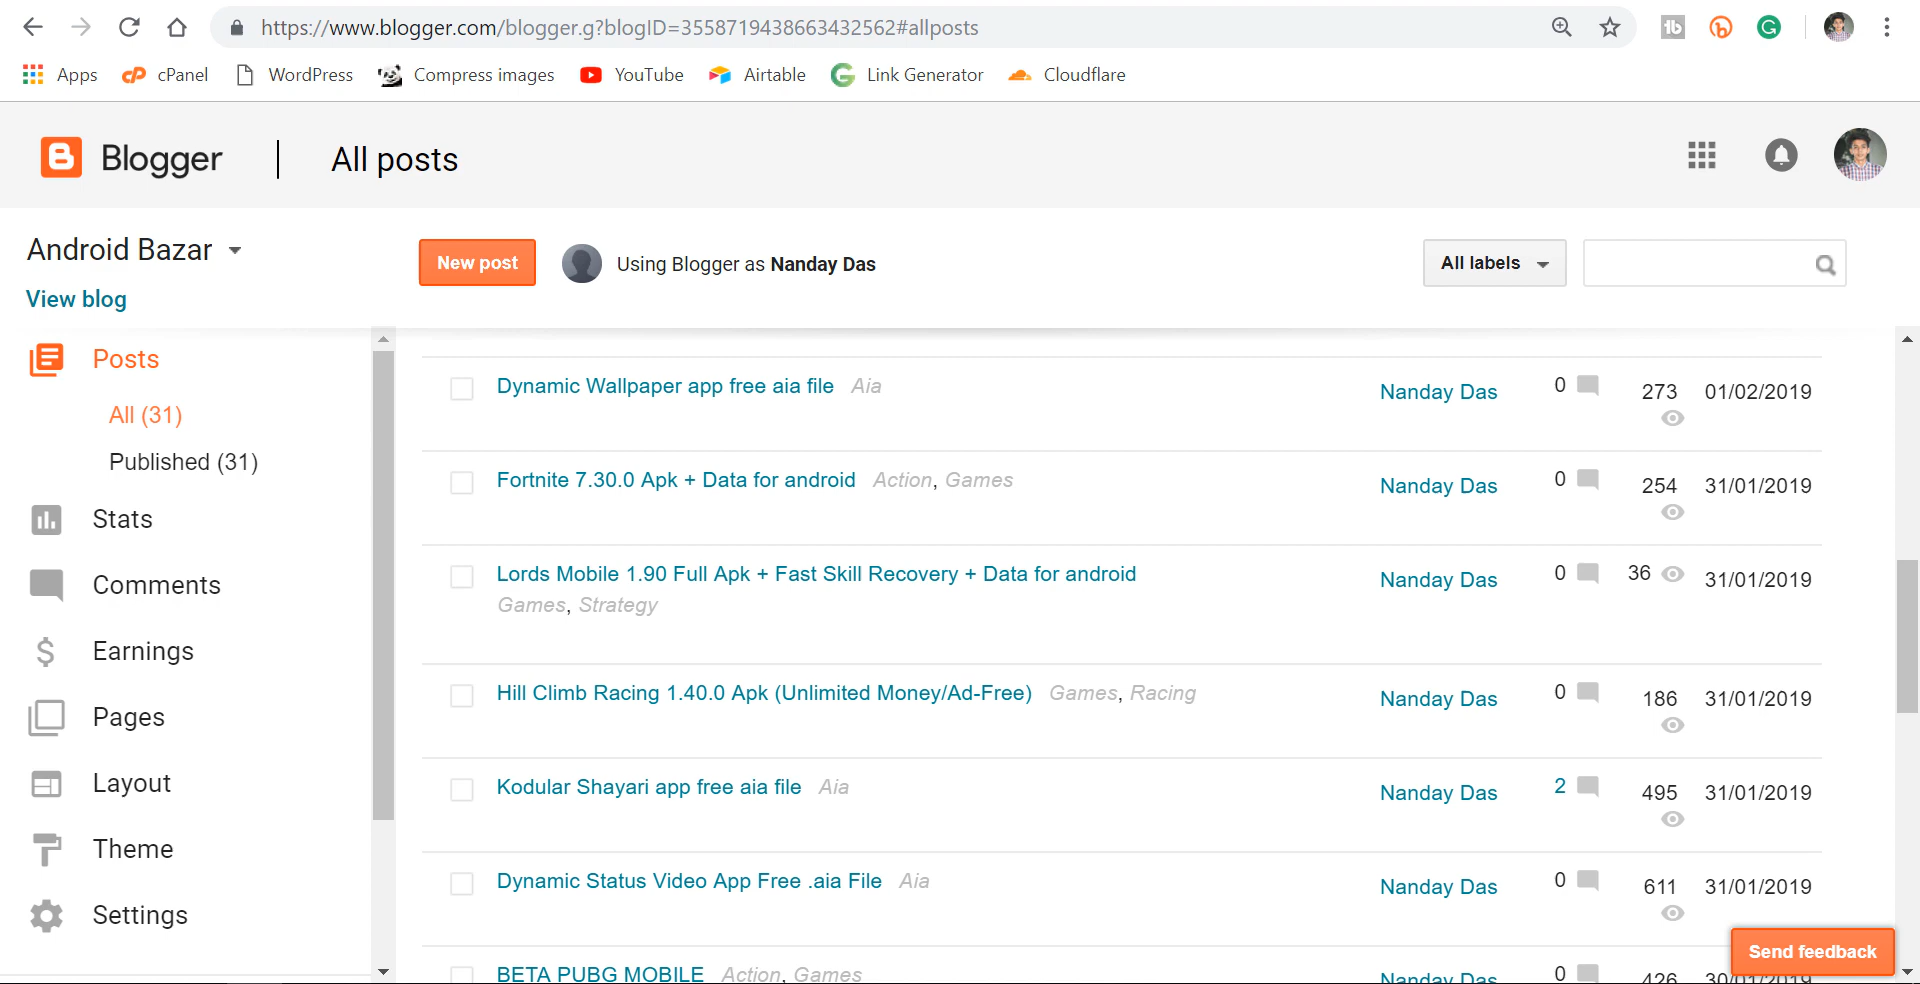 https://www.blogger.com/blogger.g?blogID=3558719438663432562#allposts
Apps cPanel WordPress Compress images YouTube Airtable Link Generator Cloudflare
Blogger All posts
Android Bazar
View blog
New post Using Blogger as Nanday Das All labels
Posts
All (31)
Published (31)
Stats
Comments
Earnings
Pages
Layout
Theme
Settings
Dynamic Wallpaper app free aia file Aia Nanday Das 0 273 01/02/2019
Fortnite 7.30.0 Apk + Data for android Action, Games Nanday Das 0 254 31/01/2019
Lords Mobile 1.90 Full Apk + Fast Skill Recovery + Data for android Nanday Das 0 36 31/01/2019
Games, Strategy
Hill Climb Racing 1.40.0 Apk (Unlimited Money/Ad-Free) Games, Racing Nanday Das 0 186 31/01/2019
Kodular Shayari app free aia file Aia Nanday Das 2 495 31/01/2019
Dynamic Status Video App Free .aia File Aia Nanday Das 0 611 31/01/2019
Send feedback
BETA PUBG MOBILE Action, Games Nanday Das 0 426 30/01/2019